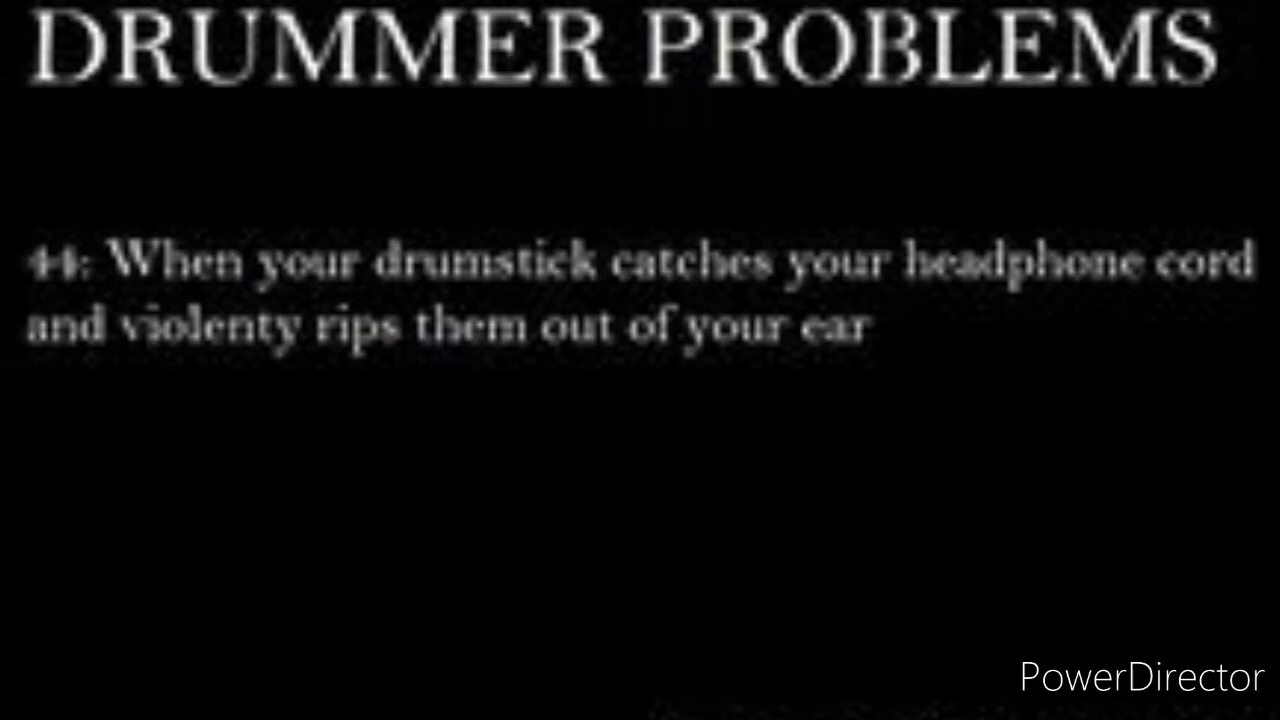 DRUMMER PROBLEMS
44: When your drumstick catches your headphone cord
and violenty rips them out of your ear
PowerDirector